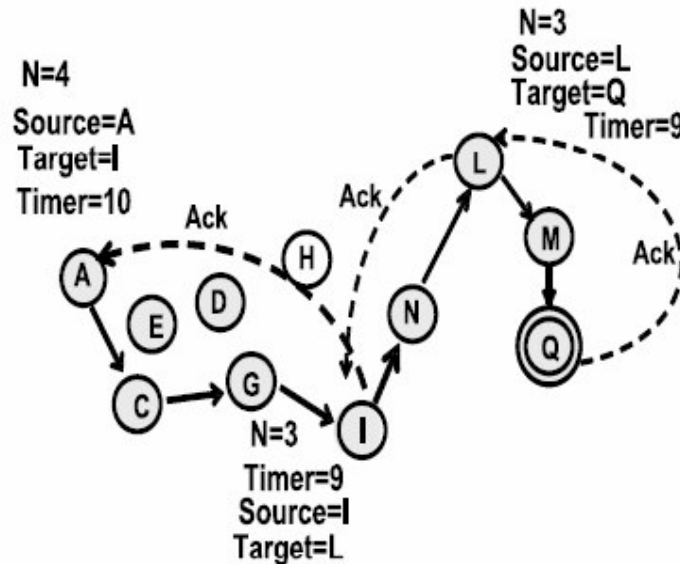 N=4
Source=A
Target=I
Timer=10
N=3
Source=L
Target=Q
Timer=9
Ack
Ack
Ack
A
E
D
H
C
G
I
N
L
M
Q
N=3
Timer=9
Source=I
Target=L